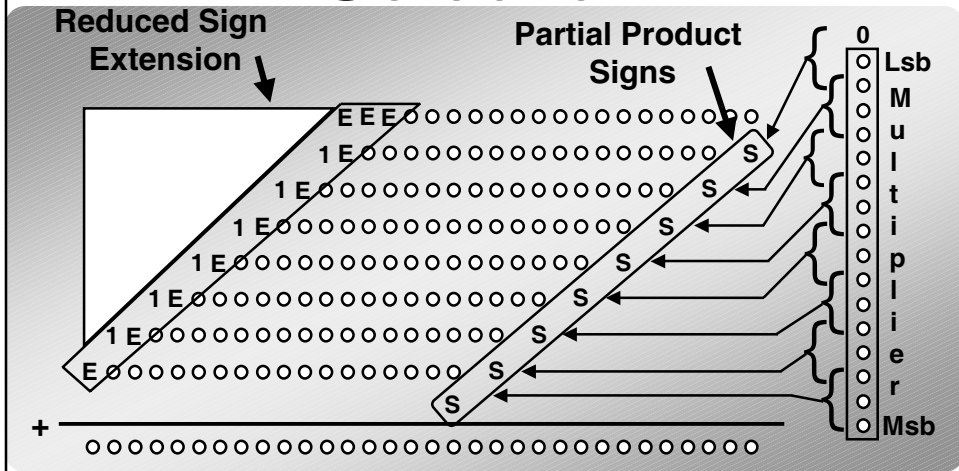 Reduced Sign
Extension
Partial Product
Signs
0
Lsb
E E E
S
1 E
S
1 E
S
1 E
S
1 E
S
1 E
S
1 E
S
E
S
+
M
u
l
t
i
p
l
i
e
r
Msb